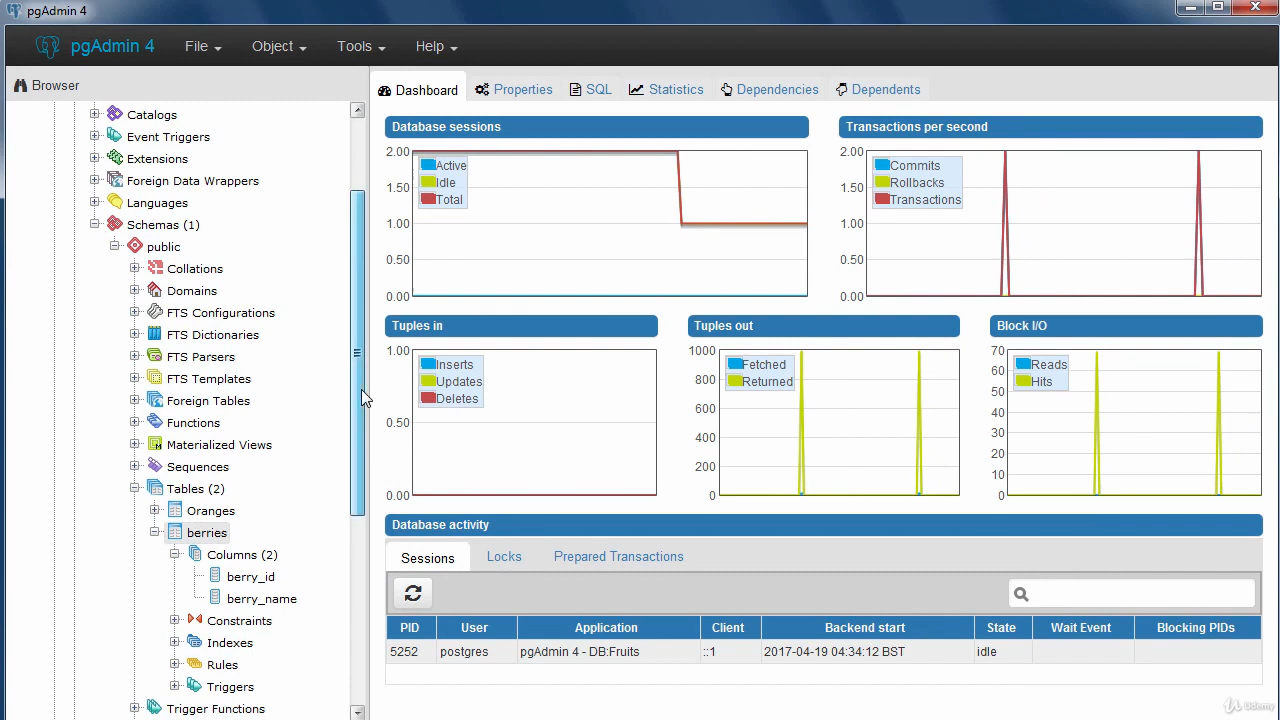 pgAdmin 4
pgAdmin 4 File Object Tools Help
Browser
Catalogs
Event Triggers
Extensions
Foreign Data Wrappers
Languages
Schemas (1)
public
Collations
Domains
FTS Configurations
FTS Dictionaries
FTS Parsers
FTS Templates
Foreign Tables
Functions
Materialized Views
Sequences
Tables (2)
Oranges
berries
Columns (2)
berry_id
berry_name
Constraints
Indexes
Rules
Triggers
Trigger Functions
Dashboard Properties SQL Statistics Dependencies Dependents
Database sessions
2.00
1.50
1.00
0.50
0.00
Active
Idle
Total
Transactions per second
2.00
1.50
1.00
0.50
0.00
Commits
Rollbacks
Transactions
Tuples in
1.00
0.50
0.00
Inserts
Updates
Deletes
Tuples out
1000
800
600
400
200
0
Fetched
Returned
Block I/O
70
60
50
40
30
20
10
0
Reads
Hits
Database activity
Sessions Locks Prepared Transactions
PID User Application Client Backend start State Wait Event Blocking PIDs
5252 postgres pgAdmin 4 - DB:Fruits ::1 2017-04-19 04:34:12 BST idle
Udemy